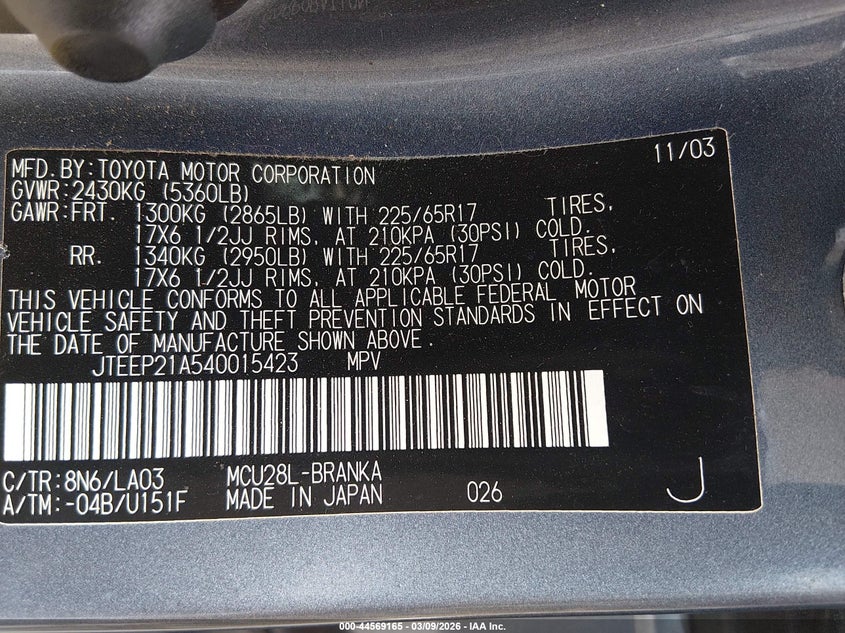 11/03
MFD.BY:TOYOTA MOTOR CORPORATION
GVWR:2430KG (5360LB)
GAWR:FRT. 1300KG (2865LB) WITH 225/65R17 TIRES,
17X6 1/2JJ RIMS, AT 210KPA (30PSI) COLD.
RR. 1340KG (2950LB) WITH 225/65R17 TIRES,
17X6 1/2JJ RIMS, AT 210KPA (30PSI) COLD.
THIS VEHICLE CONFORMS TO ALL APPLICABLE FEDERAL MOTOR
VEHICLE SAFETY AND THEFT PREVENTION STANDARDS IN EFFECT ON
THE DATE OF MANUFACTURE SHOWN ABOVE.
JTEEP21A540015423 MPV
C/TR:8N6/LA03 MCU28L-BRANKA
A/TM:-04B/U151F MADE IN JAPAN 026 J
000-44569165 - 03/09/2026 - IAA Inc.